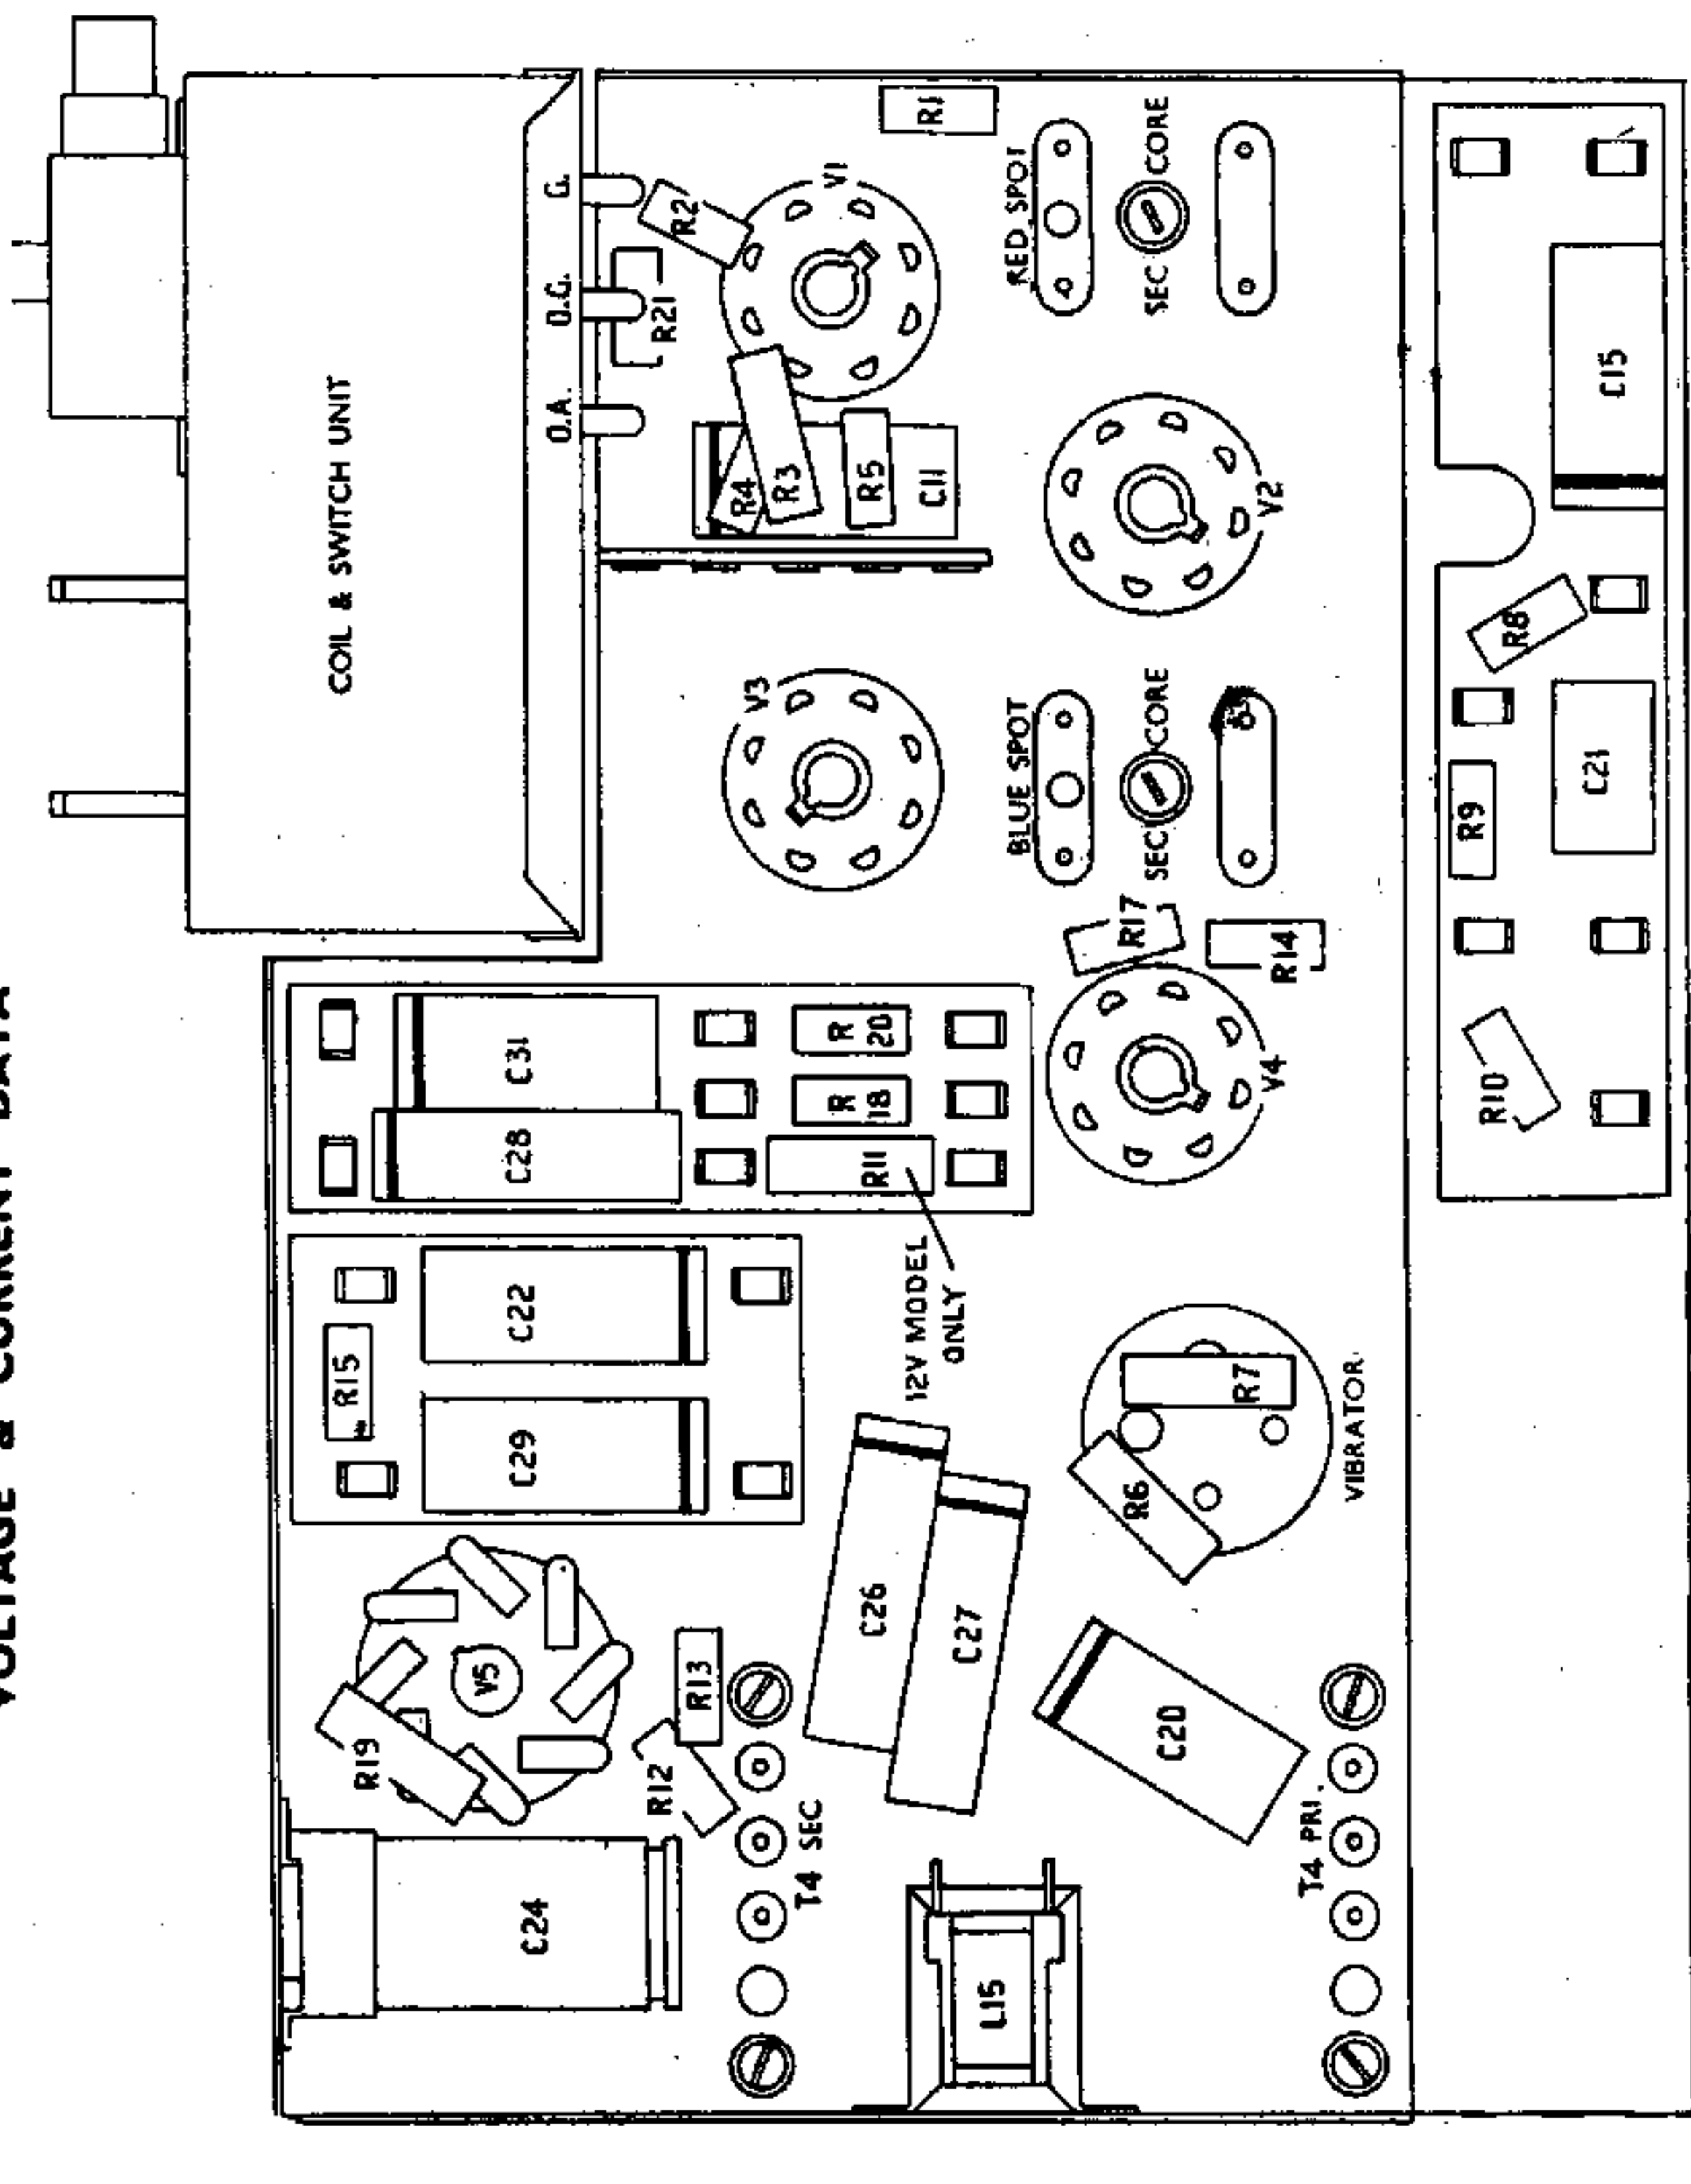 VOLTAGE & CURRENT DATA
COIL & SWITCH UNIT
R19
R15
V5
C24
C29
C22
C28
C31
O.A.
O.G.
G.
R12
R13
R21
R2
T4 SEC
V3
R4
R3
V1
R11
R
18
R
20
R5
C11
R1
C26
C27
12V MODEL
ONLY
L15
BLUE SPOT
RED SPOT
R6
R17
SEC CORE
SEC CORE
C20
R7
R14
V4
V2
T4 PRI.
VIBRATOR
R10
R9
R8
C21
C15